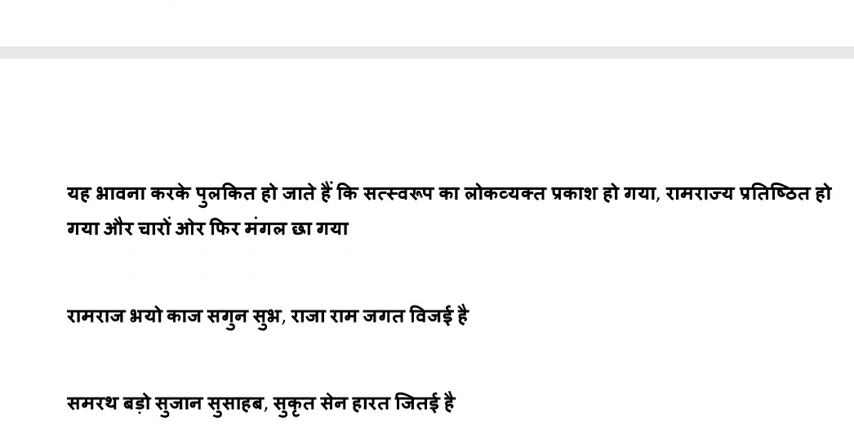 यह भावना करके पुलकित हो जाते हैं कि सत्स्वरूप का लोकव्यक्त प्रकाश हो गया, रामराज्य प्रतिष्ठित हो
गया और चारों ओर फिर मंगल छा गया
रामराज भयो काज सगुन सुभ, राजा राम जगत विजई है
समरथ बड़ो सुजान सुसाहब, सुकृत सेन हारत जितई है